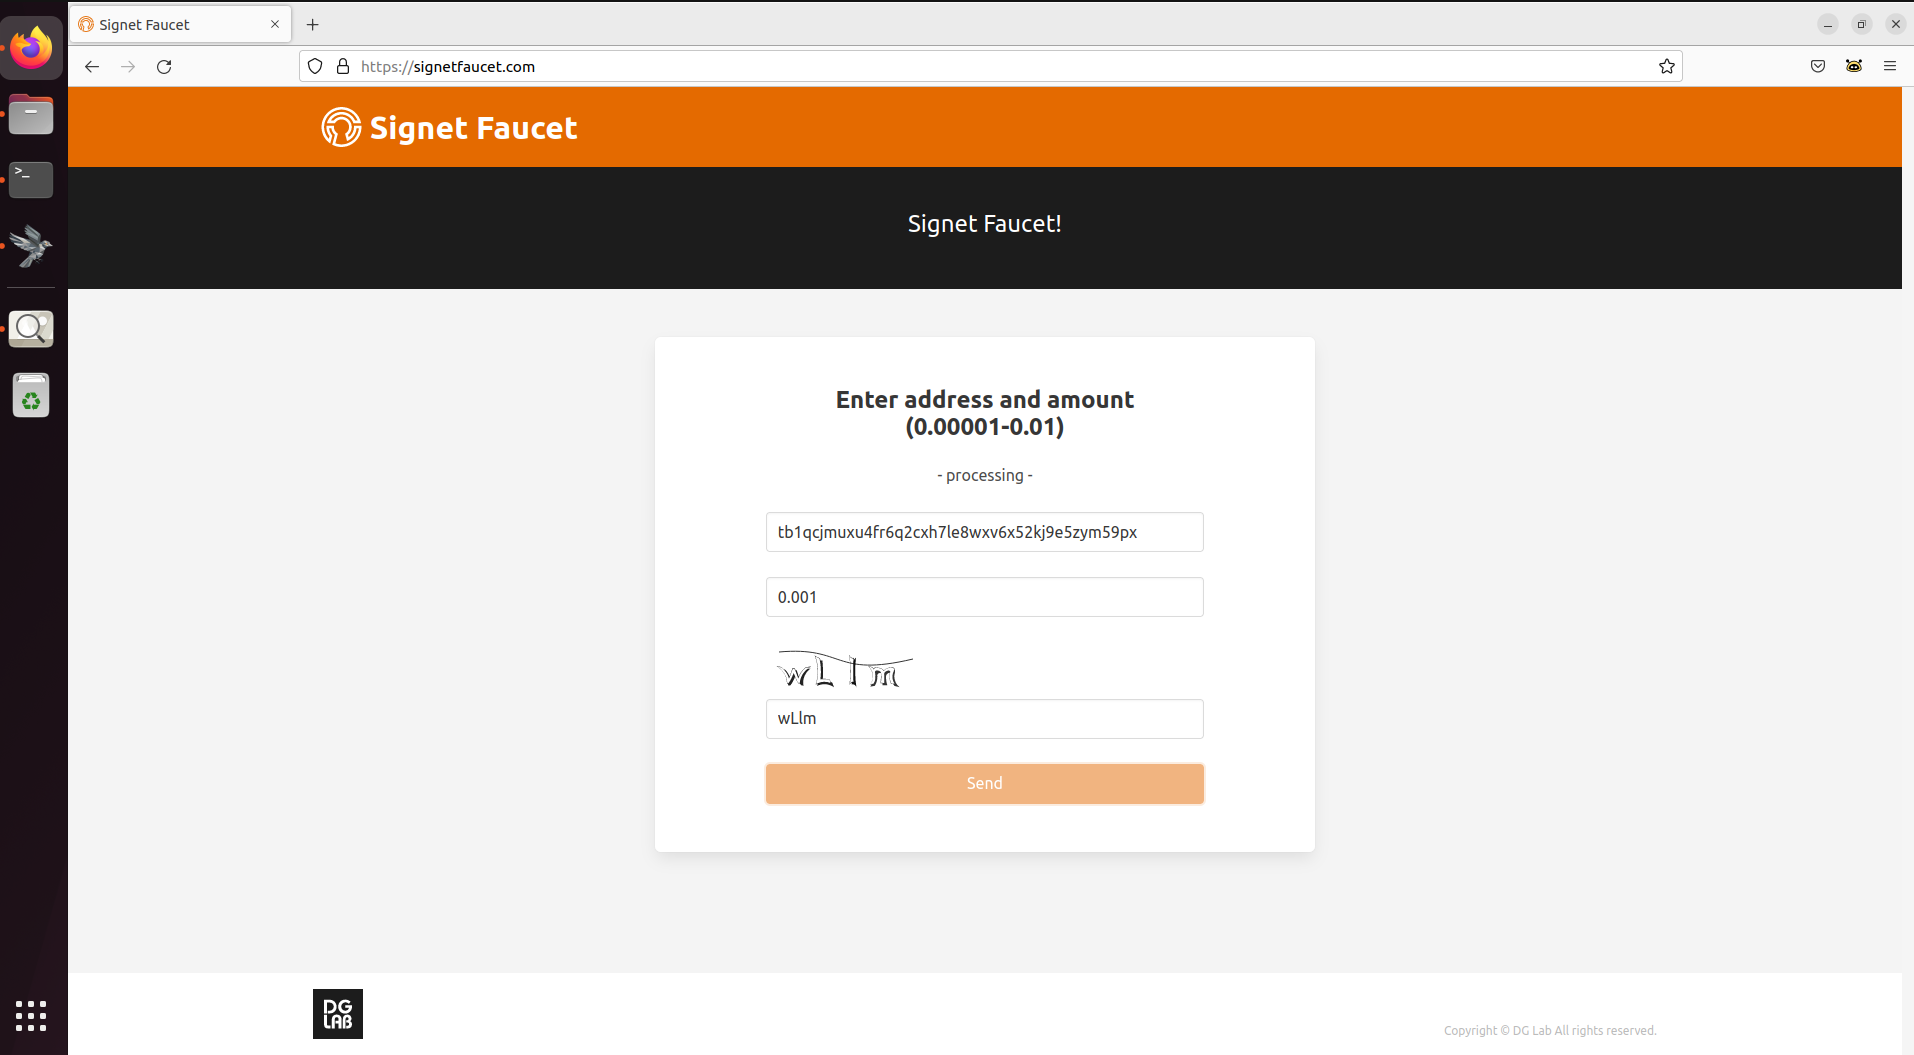 Signet Faucet
https://signetfaucet.com
Signet Faucet
Signet Faucet!
Enter address and amount
(0.00001-0.01)
- processing -
tb1qcjmuxu4fr6q2cxh7le8wxv6x52kj9e5zym59px
0.001
wLlm
wLlm
Send
DG
LAB
Copyright © DG Lab All rights reserved.